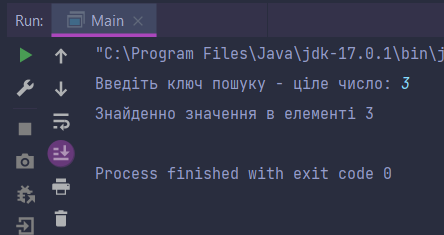 Run: Main
"C:\Program Files\Java\jdk-17.0.1\bin\j
Введіть ключ пошуку - ціле число: 3
Знайденно значення в елементі 3
Process finished with exit code 0